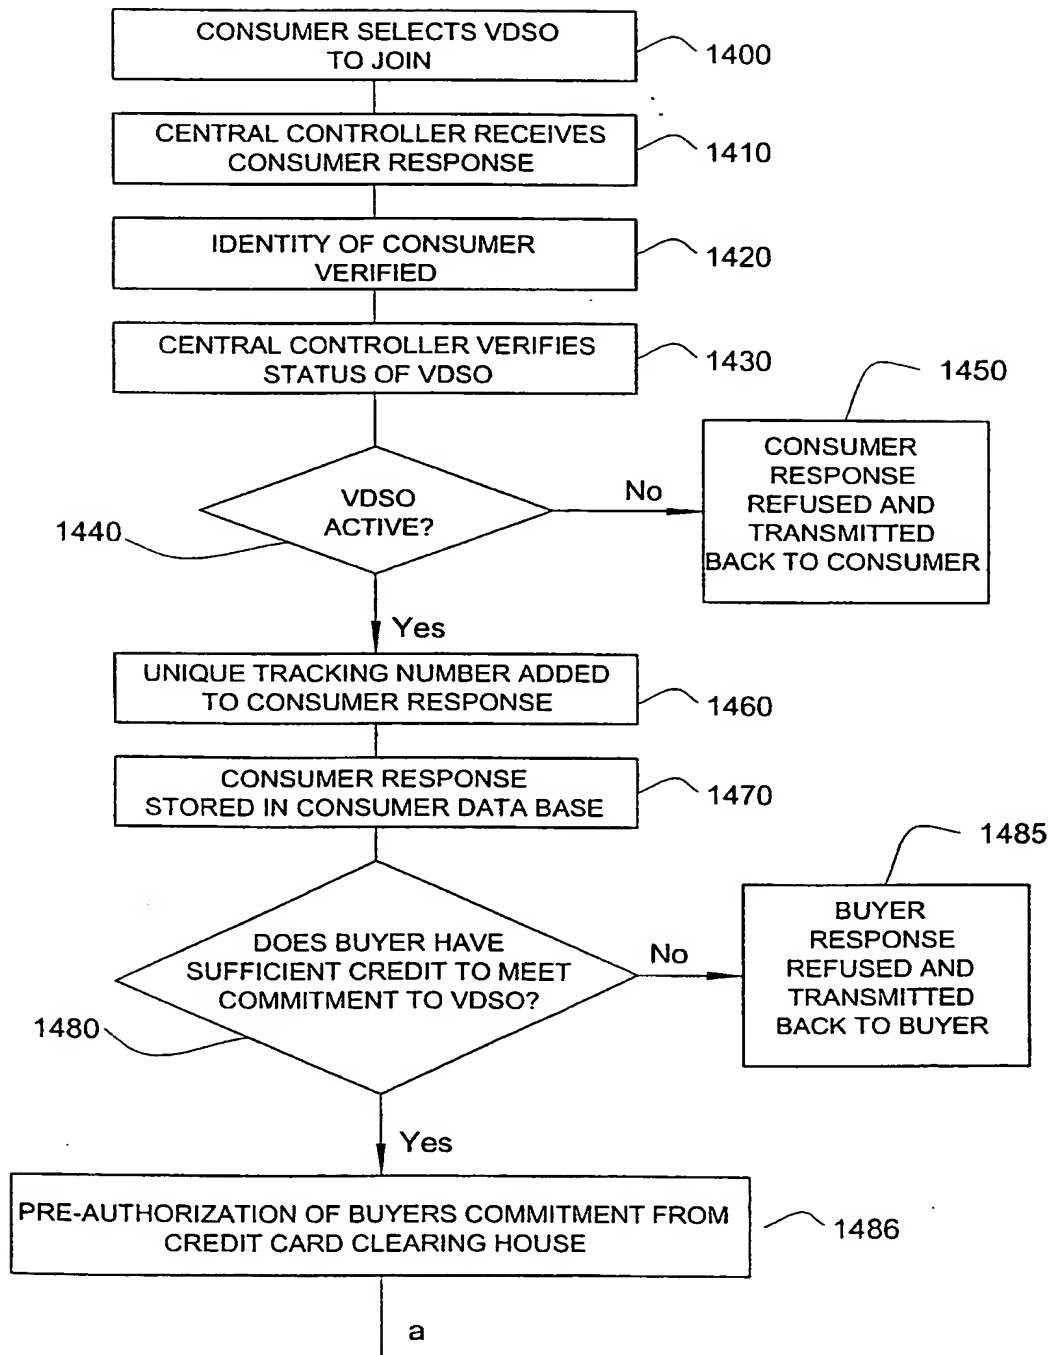 CONSUMER SELECTS VDSO
TO JOIN
1400
CENTRAL CONTROLLER RECEIVES
CONSUMER RESPONSE
1410
IDENTITY OF CONSUMER
VERIFIED
1420
CENTRAL CONTROLLER VERIFIES
STATUS OF VDSO
1430
VDSO
ACTIVE?
1440
No
1450
CONSUMER
RESPONSE
REFUSED AND
TRANSMITTED
BACK TO CONSUMER
Yes
UNIQUE TRACKING NUMBER ADDED
TO CONSUMER RESPONSE
1460
CONSUMER RESPONSE
STORED IN CONSUMER DATA BASE
1470
DOES BUYER HAVE
SUFFICIENT CREDIT TO MEET
COMMITMENT TO VDSO?
1480
No
1485
BUYER
RESPONSE
REFUSED AND
TRANSMITTED
BACK TO BUYER
Yes
PRE-AUTHORIZATION OF BUYERS COMMITMENT FROM
CREDIT CARD CLEARING HOUSE
1486
a